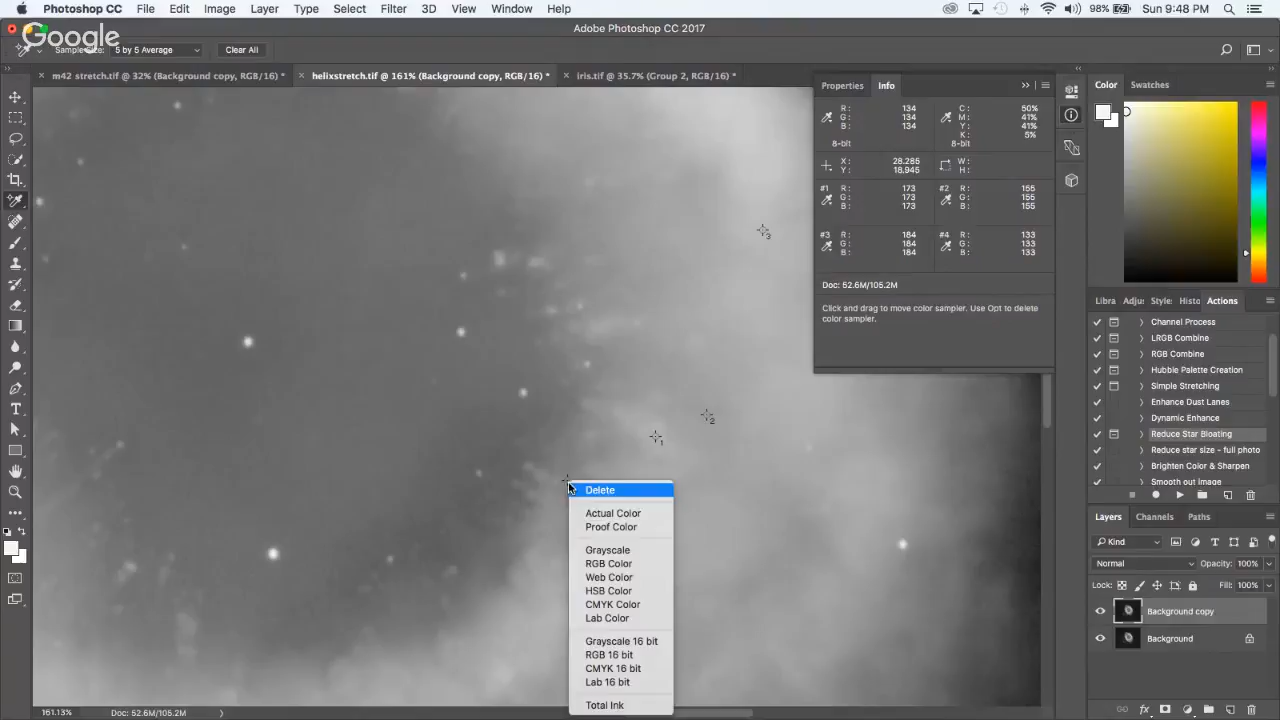 Photoshop CC File Edit Image Layer Type Select Filter 3D View Window Help 98% Sun 9:48 PM
Adobe Photoshop CC 2017
Google
Sample Size: 5 by 5 Average Clear All
m42 stretch.tif @ 32% (Background copy, RGB/16) * helixstretch.tif @ 161% (Background copy, RGB/16) * iris.tif @ 35.7% (Group 2, RGB/16) *
Properties Info
R: 134 C: 50%
G: 134 M: 41%
B: 134 Y: 41%
K: 5%
8-bit 8-bit
X: 28.285 W:
Y: 18.945 H:
#1 R: 173 #2 R: 155
G: 173 G: 155
B: 173 B: 155
#3 R: 184 #4 R: 133
G: 184 G: 133
B: 184 B: 133
Doc: 52.6M/105.2M
Click and drag to move color sampler. Use Opt to delete
color sampler.
3
2
1
Delete
Actual Color
Proof Color
Grayscale
RGB Color
Web Color
HSB Color
CMYK Color
Lab Color
Grayscale 16 bit
RGB 16 bit
CMYK 16 bit
Lab 16 bit
Total Ink
Color Swatches
Libra Adju Style Histo Actions
Channel Process
LRGB Combine
RGB Combine
Hubble Palette Creation
Simple Stretching
Enhance Dust Lanes
Dynamic Enhance
Reduce Star Bloating
Reduce star size - full photo
Brighten Color & Sharpen
Smooth out image
Layers Channels Paths
Kind
Normal Opacity: 100%
Lock: Fill: 100%
Background copy
Background
fx
161.13% Doc: 52.6M/105.2M